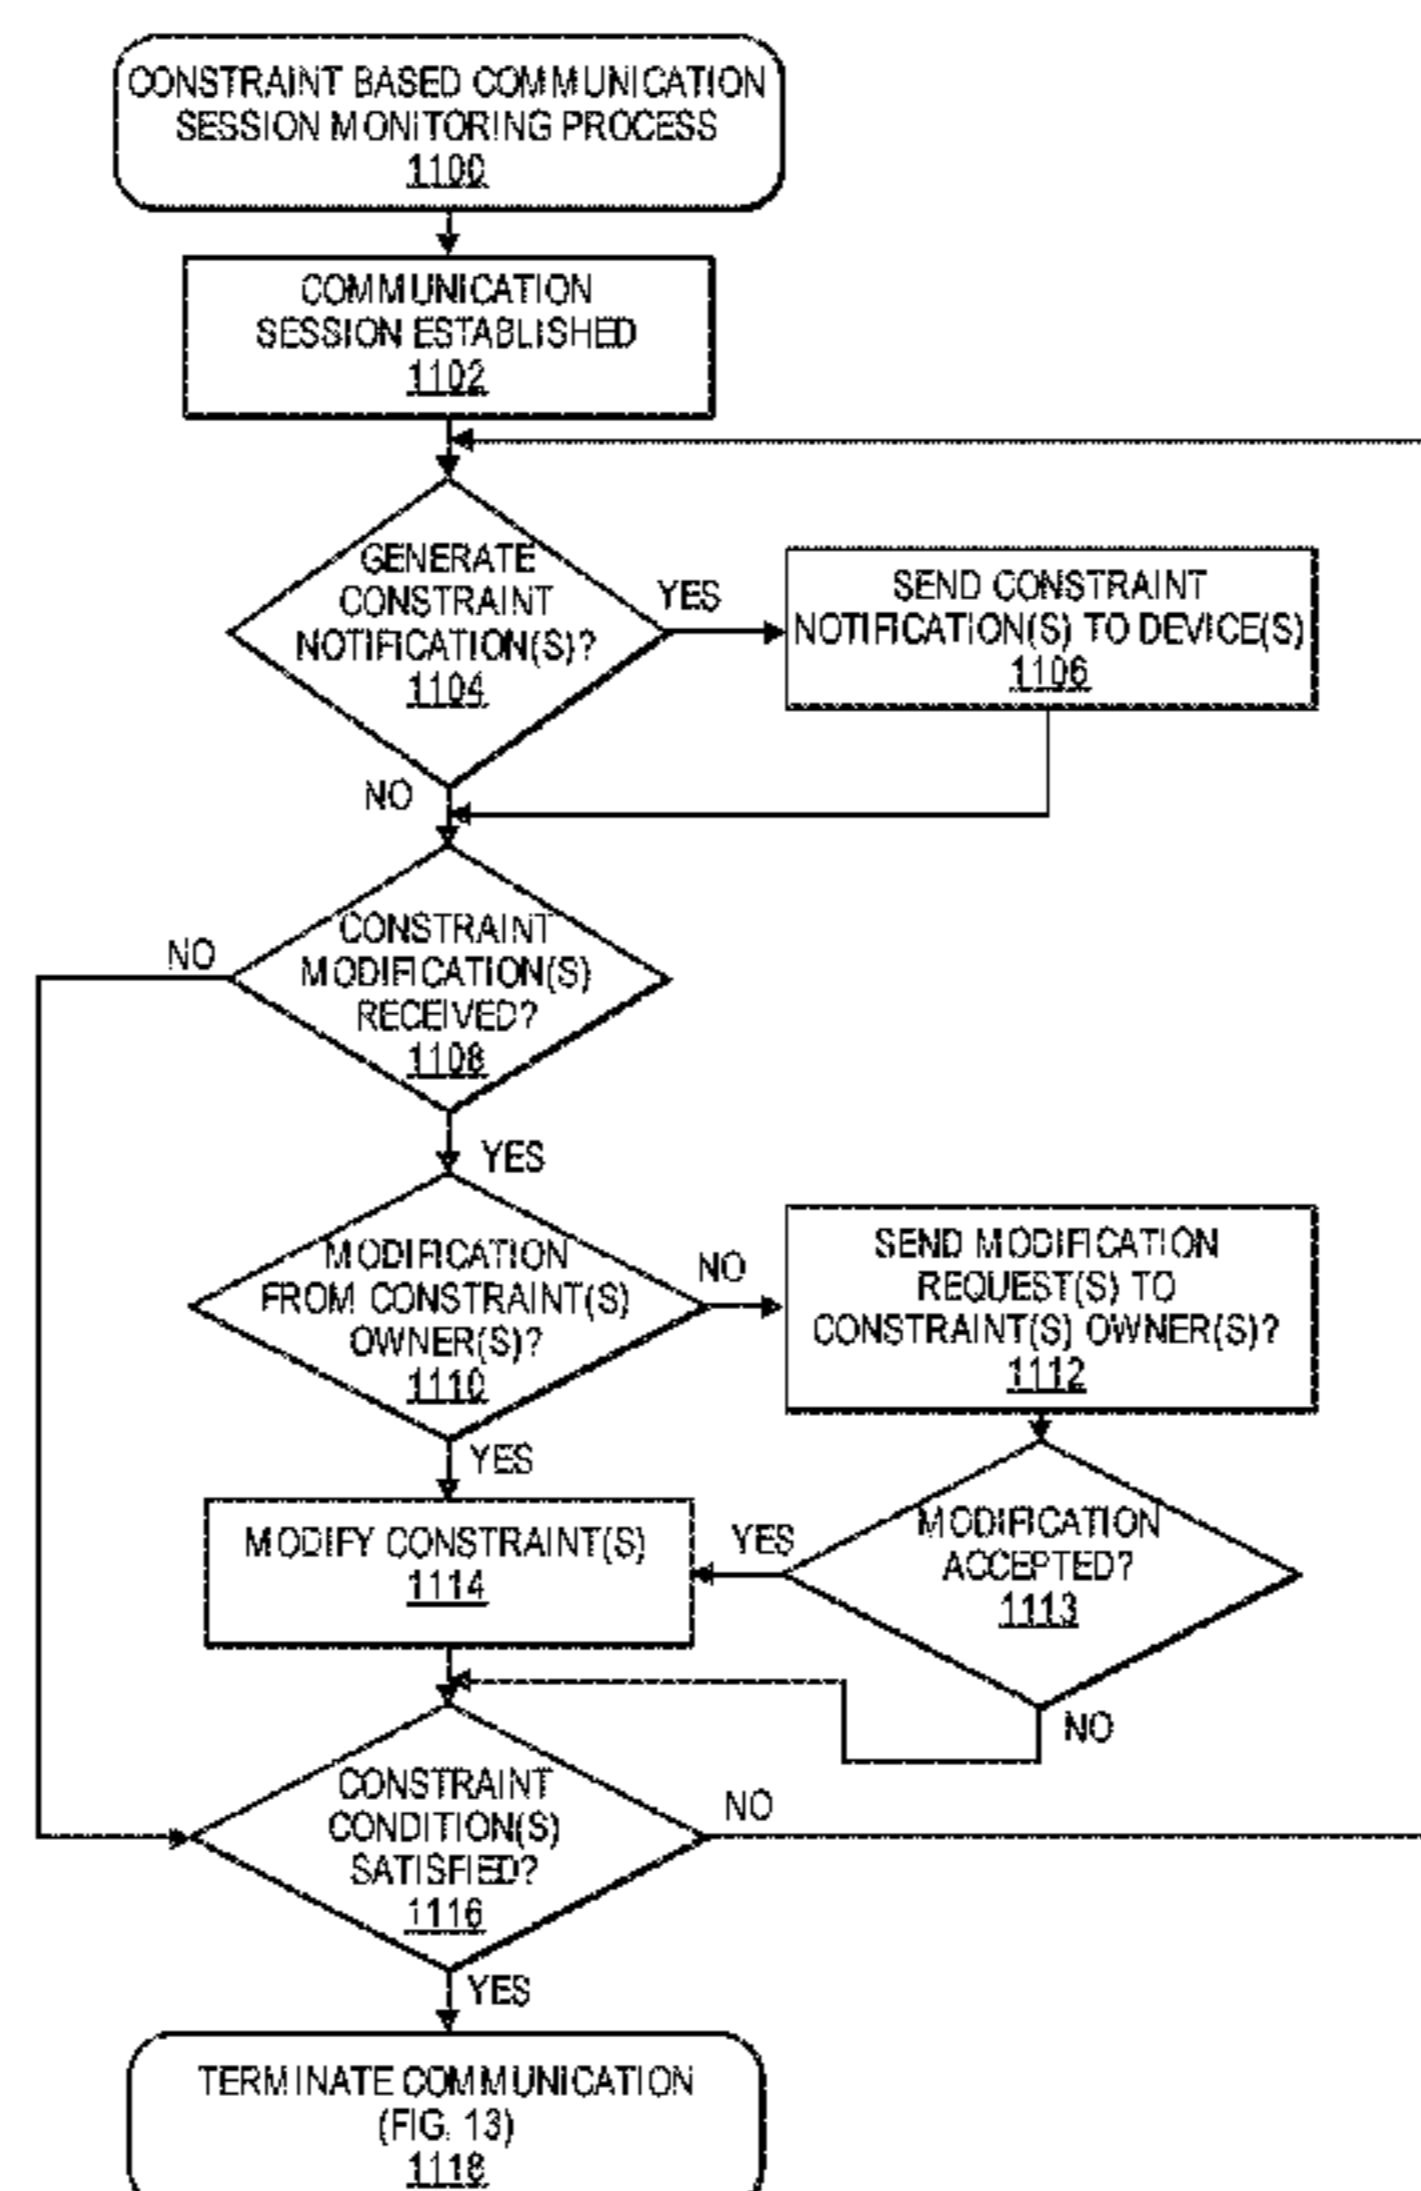 CONSTRAINT BASED COMMUNICATION
SESSION MONITORING PROCESS
1100
COMMUNICATION
SESSION ESTABLISHED
1102
GENERATE
CONSTRAINT
NOTIFICATION(S)?
1104
YES
SEND CONSTRAINT
NOTIFICATION(S) TO DEVICE(S)
1106
NO
CONSTRAINT
MODIFICATION(S)
RECEIVED?
1108
NO
YES
MODIFICATION
FROM CONSTRAINT(S)
OWNER(S)?
1110
NO
SEND MODIFICATION
REQUEST(S) TO
CONSTRAINT(S) OWNER(S)?
1112
YES
MODIFY CONSTRAINT(S)
1114
YES
MODIFICATION
ACCEPTED?
1113
NO
CONSTRAINT
CONDITION(S)
SATISFIED?
1116
NO
YES
TERMINATE COMMUNICATION
(FIG. 13)
1118